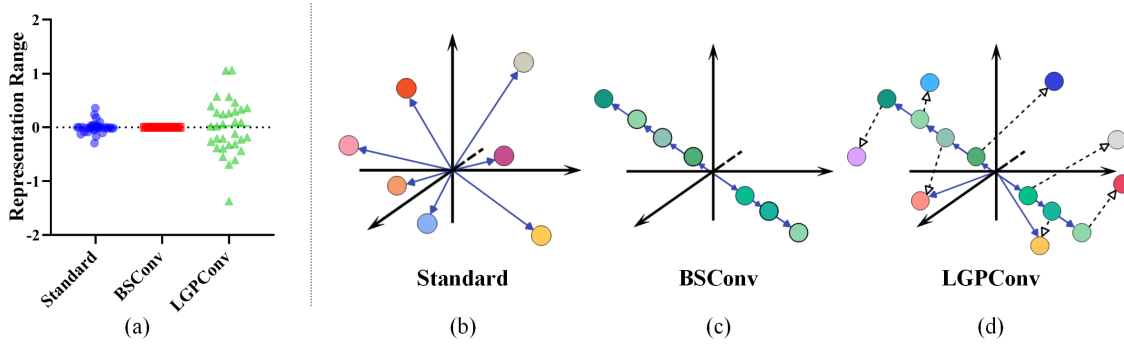 Representation Range
2
1
0
-1
-2
Standard
BSConv
LGPConv
(a)
Standard
(b)
BSConv
(c)
LGPConv
(d)